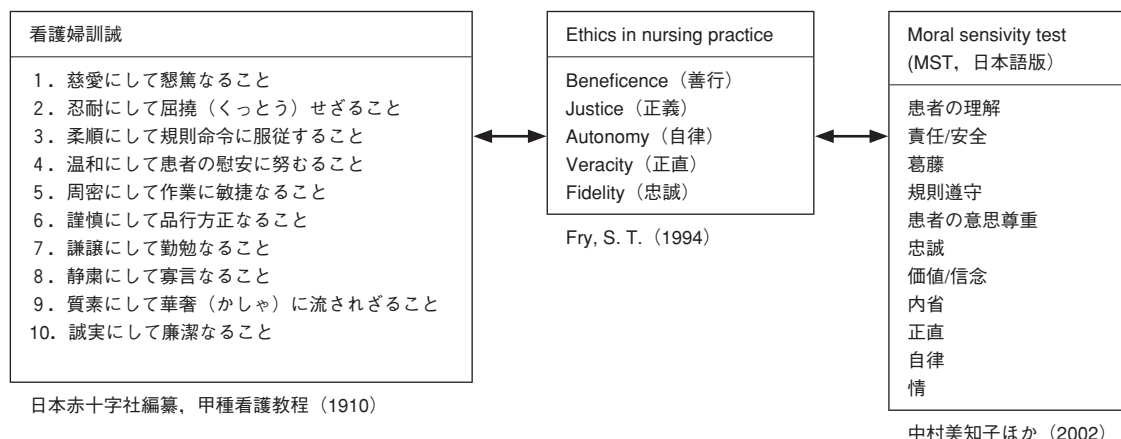 看護婦訓誡
1．慈愛にして懇篤なること
2．忍耐にして屈撓（くっとう）せざること
3．柔順にして規則命令に服従すること
4．温和にして患者の慰安に努むること
5．周密にして作業に敏捷なること
6．謹慎にして品行方正なること
7．謙譲にして勤勉なること
8．静粛にして寡言なること
9．質素にして華奢（かしゃ）に流されざること
10．誠実にして廉潔なること
日本赤十字社編纂，甲種看護教程（1910）
Ethics in nursing practice
Beneficence（善行）
Justice（正義）
Autonomy（自律）
Veracity（正直）
Fidelity（忠誠）
Fry, S. T.（1994）
Moral sensivity test
(MST，日本語版）
患者の理解
責任/安全
葛藤
規則遵守
患者の意思尊重
忠誠
価値/信念
内省
正直
自律
情
中村美知子ほか（2002）